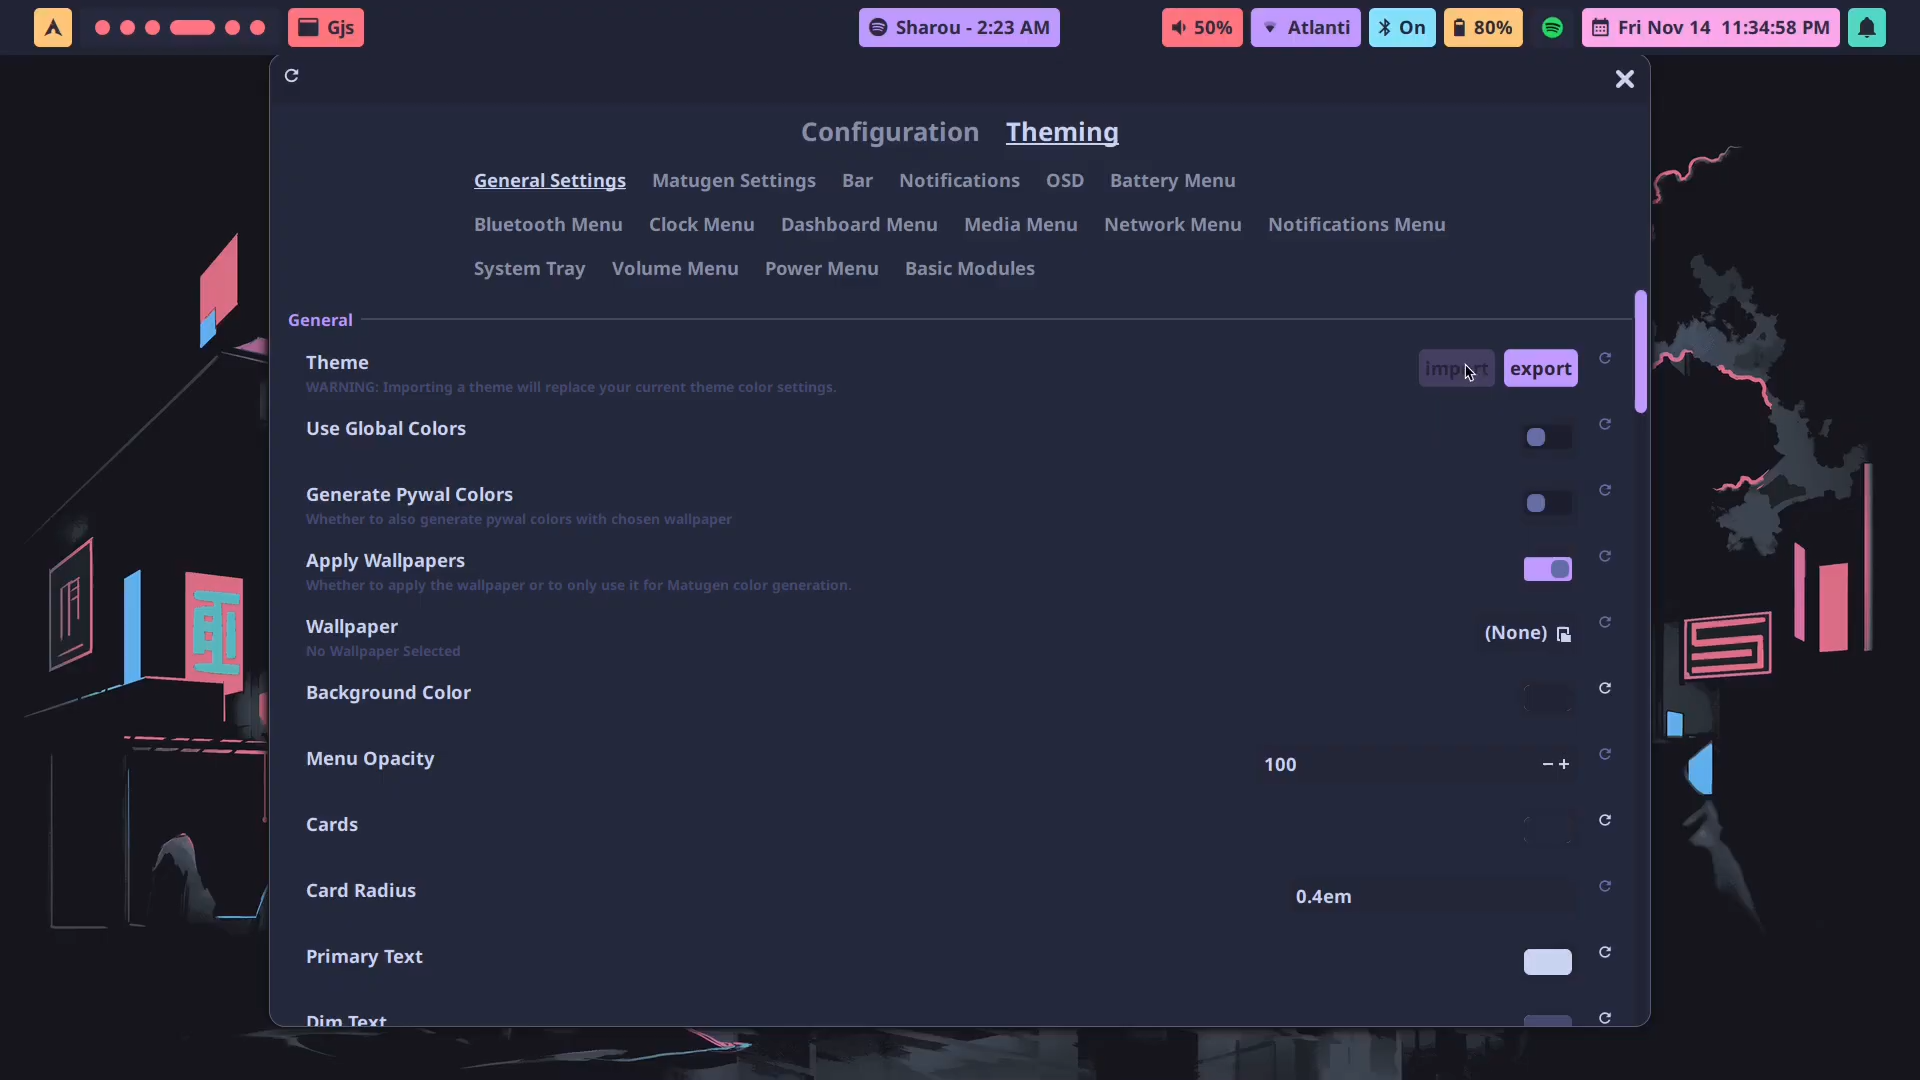 Gjs
Sharou - 2:23 AM
50%
Atlanti
On
80%
Fri Nov 14 11:34:58 PM
Configuration Theming
General Settings Matugen Settings Bar Notifications OSD Battery Menu
Bluetooth Menu Clock Menu Dashboard Menu Media Menu Network Menu Notifications Menu
System Tray Volume Menu Power Menu Basic Modules
General
Theme
WARNING: Importing a theme will replace your current theme color settings.
import export
Use Global Colors
Generate Pywal Colors
Whether to also generate pywal colors with chosen wallpaper
Apply Wallpapers
Whether to apply the wallpaper or to only use it for Matugen color generation.
Wallpaper
(None)
No Wallpaper Selected
Background Color
Menu Opacity
100
Cards
Card Radius
0.4em
Primary Text
Dim Text